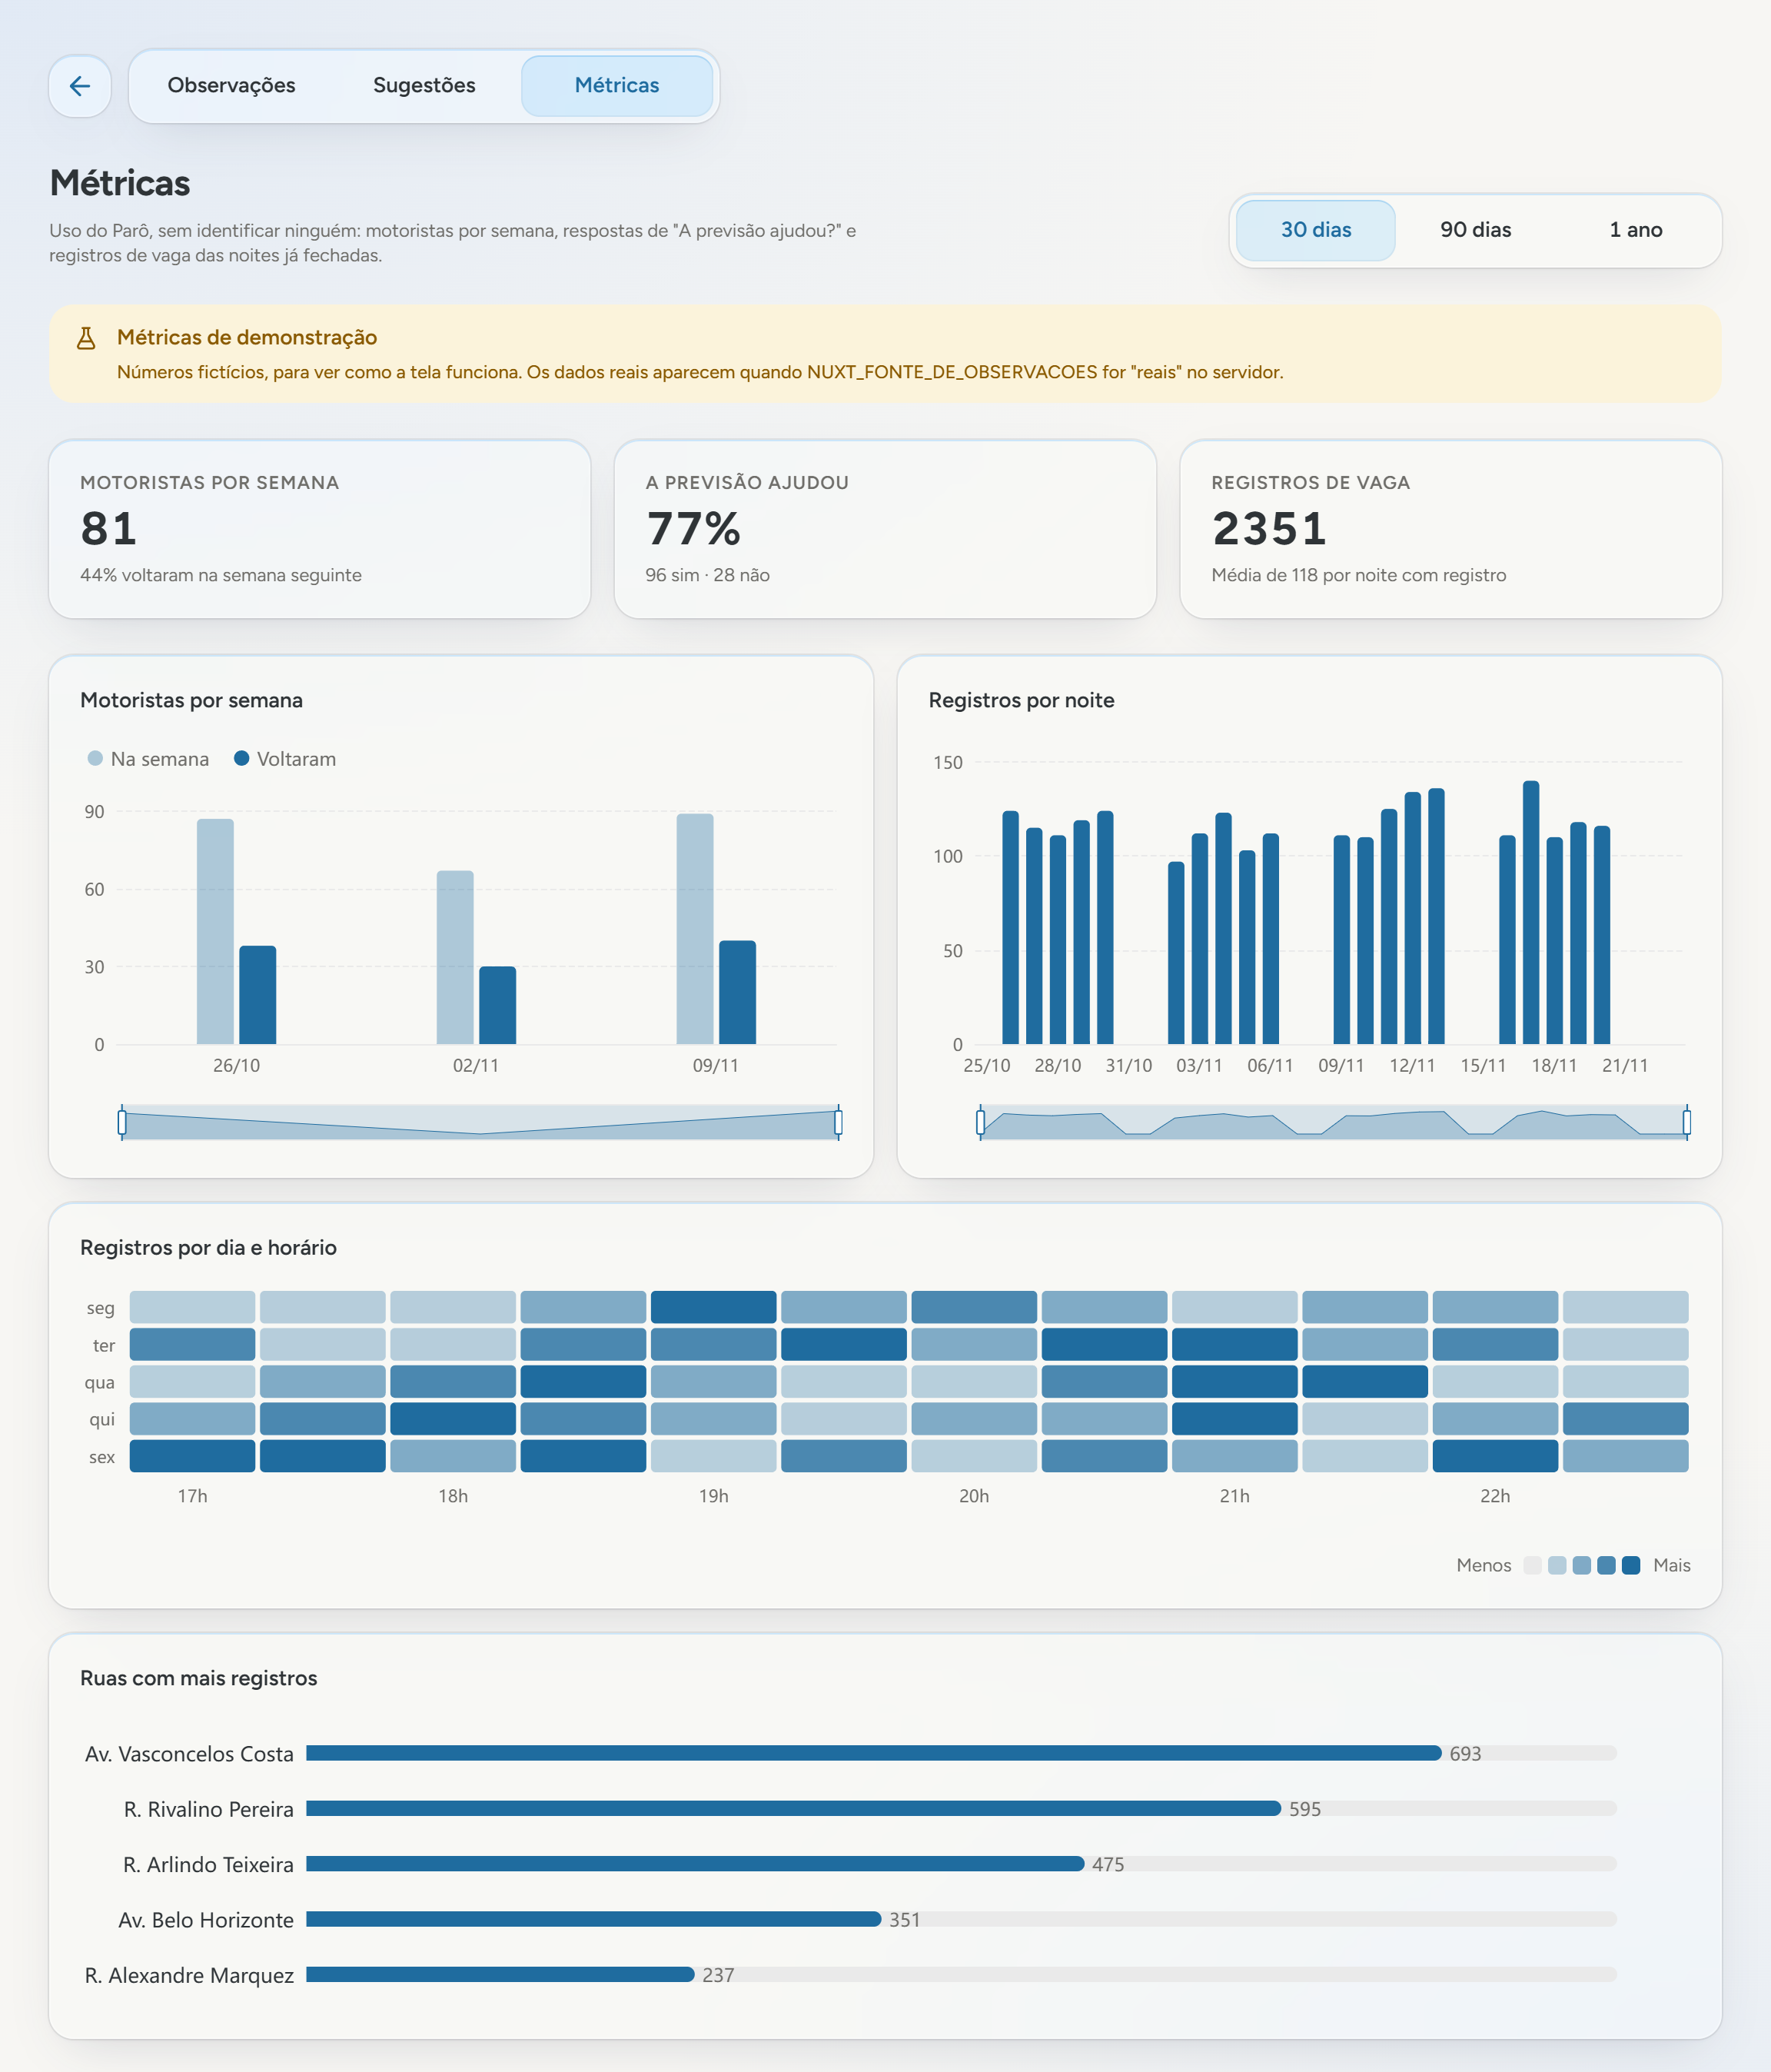 Observações
Sugestões
Métricas
Métricas
Uso do Parô, sem identificar ninguém: motoristas por semana, respostas de "A previsão ajudou?" e
registros de vaga das noites já fechadas.
30 dias
90 dias
1 ano
Métricas de demonstração
Números fictícios, para ver como a tela funciona. Os dados reais aparecem quando NUXT_FONTE_DE_OBSERVACOES for "reais" no servidor.
MOTORISTAS POR SEMANA
81
44% voltaram na semana seguinte
A PREVISÃO AJUDOU
77%
96 sim · 28 não
REGISTROS DE VAGA
2351
Média de 118 por noite com registro
Motoristas por semana
Na semana
Voltaram
90
60
30
0
26/10
02/11
09/11
Registros por noite
150
100
50
0
25/10
28/10
31/10
03/11
06/11
09/11
12/11
15/11
18/11
21/11
Registros por dia e horário
seg
ter
qua
qui
sex
17h
18h
19h
20h
21h
22h
Menos
Mais
Ruas com mais registros
Av. Vasconcelos Costa
693
R. Rivalino Pereira
595
R. Arlindo Teixeira
475
Av. Belo Horizonte
351
R. Alexandre Marquez
237